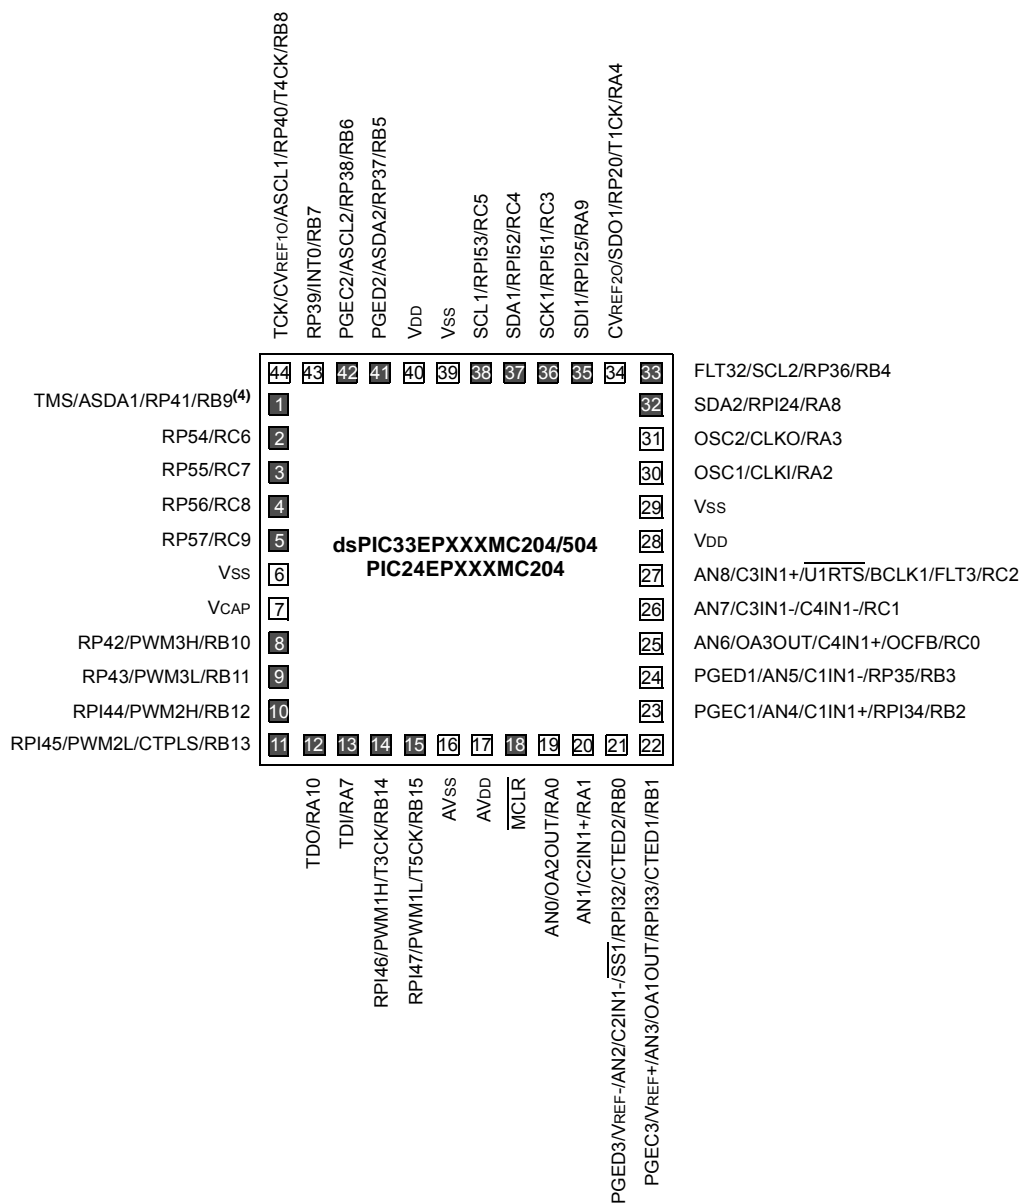 TCK/CVREF1O/ASCL1/RP40/T4CK/RB8
RP39/INT0/RB7
PGEC2/ASCL2/RP38/RB6
PGED2/ASDA2/RP37/RB5
VDD
VSS
SCL1/RPI53/RC5
SDA1/RPI52/RC4
SCK1/RPI51/RC3
SDI1/RPI25/RA9
CVREF2O/SDO1/RP20/T1CK/RA4
44 43 42 41 40 39 38 37 36 35 34 33 FLT32/SCL2/RP36/RB4
TMS/ASDA1/RP41/RB9(4) 1 32 SDA2/RPI24/RA8
RP54/RC6 2 31 OSC2/CLKO/RA3
RP55/RC7 3 30 OSC1/CLKI/RA2
RP56/RC8 4 29 VSS
RP57/RC9 5 dsPIC33EPXXXMC204/504 28 VDD
PIC24EPXXXMC204
VSS 6 27 AN8/C3IN1+/U1RTS/BCLK1/FLT3/RC2
VCAP 7 26 AN7/C3IN1-/C4IN1-/RC1
RP42/PWM3H/RB10 8 25 AN6/OA3OUT/C4IN1+/OCFB/RC0
RP43/PWM3L/RB11 9 24 PGED1/AN5/C1IN1-/RP35/RB3
RPI44/PWM2H/RB12 10 23 PGEC1/AN4/C1IN1+/RPI34/RB2
RPI45/PWM2L/CTPLS/RB13 11 12 13 14 15 16 17 18 19 20 21 22
TDO/RA10
TDI/RA7
RPI46/PWM1H/T3CK/RB14
RPI47/PWM1L/T5CK/RB15
AVSS
AVDD
MCLR
AN0/OA2OUT/RA0
AN1/C2IN1+/RA1
PGED3/VREF-/AN2/C2IN1-/SS1/RPI32/CTED2/RB0
PGEC3/VREF+/AN3/OA1OUT/RPI33/CTED1/RB1